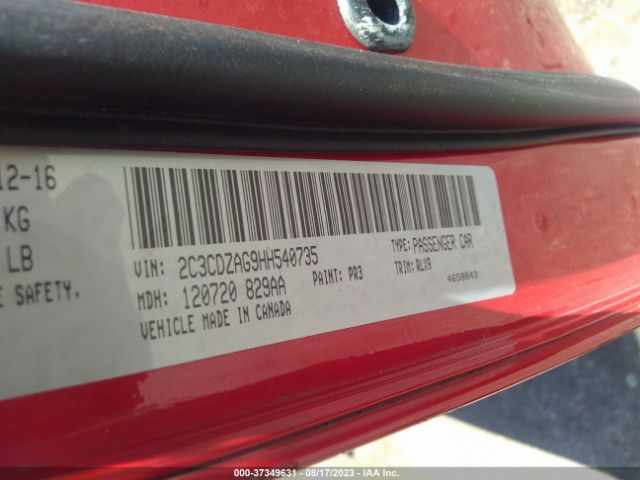 12-16
KG
LB
SAFETY.
VIN: 2C3CDZAG9HH540735
TYPE: PASSENGER CAR
MDH: 120720 829AA
PAINT: PR3
TRIM: RLX9
VEHICLE MADE IN CANADA
4658843
000-37349631 - 08/17/2023 - IAA Inc.